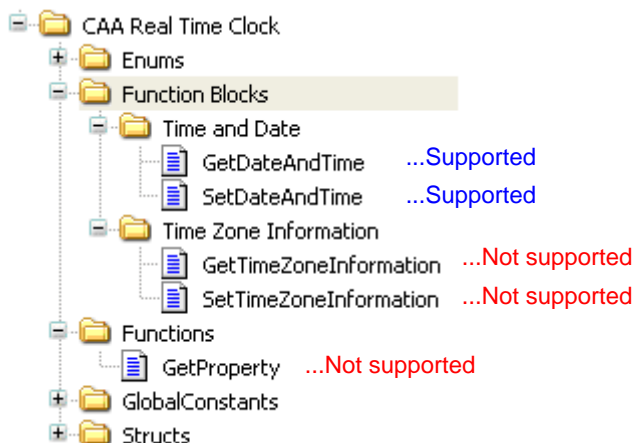 CAA Real Time Clock
Enums
Function Blocks
Time and Date
GetDateAndTime ...Supported
SetDateAndTime ...Supported
Time Zone Information
GetTimeZoneInformation ...Not supported
SetTimeZoneInformation ...Not supported
Functions
GetProperty ...Not supported
GlobalConstants
Structs